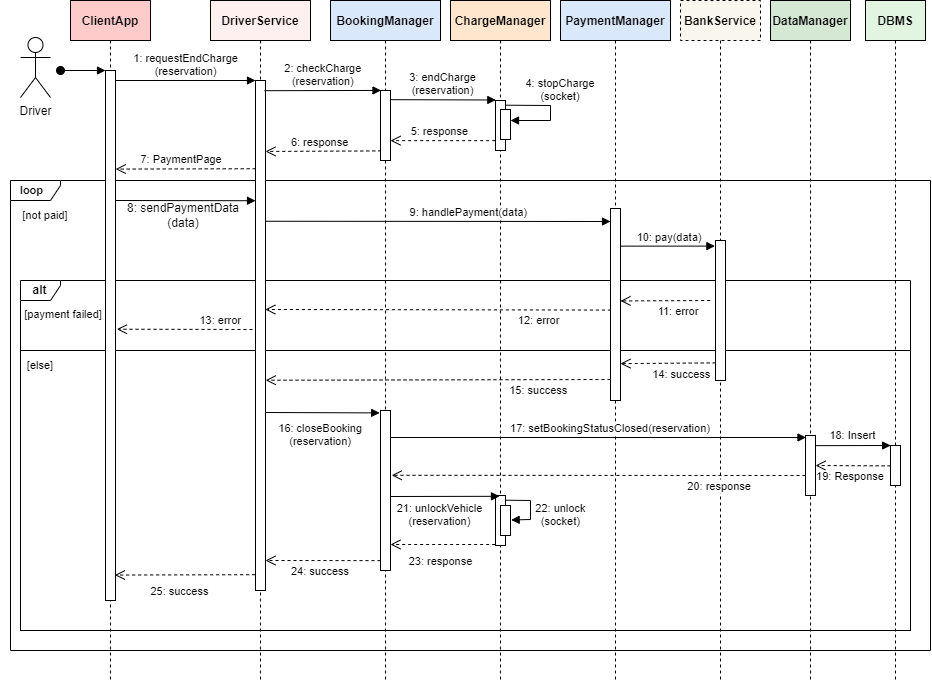 ClientApp
DriverService
BookingManager
ChargeManager
PaymentManager
BankService
DataManager
DBMS
Driver
1: requestEndCharge
(reservation)
2: checkCharge
(reservation)
3: endCharge
(reservation)
4: stopCharge
(socket)
5: response
6: response
7: PaymentPage
loop
[not paid]
8: sendPaymentData
(data)
9: handlePayment(data)
10: pay(data)
alt
[payment failed]
11: error
12: error
13: error
[else]
14: success
15: success
16: closeBooking
(reservation)
17: setBookingStatusClosed(reservation)
18: Insert
19: Response
20: response
21: unlockVehicle
(reservation)
22: unlock
(socket)
23: response
24: success
25: success